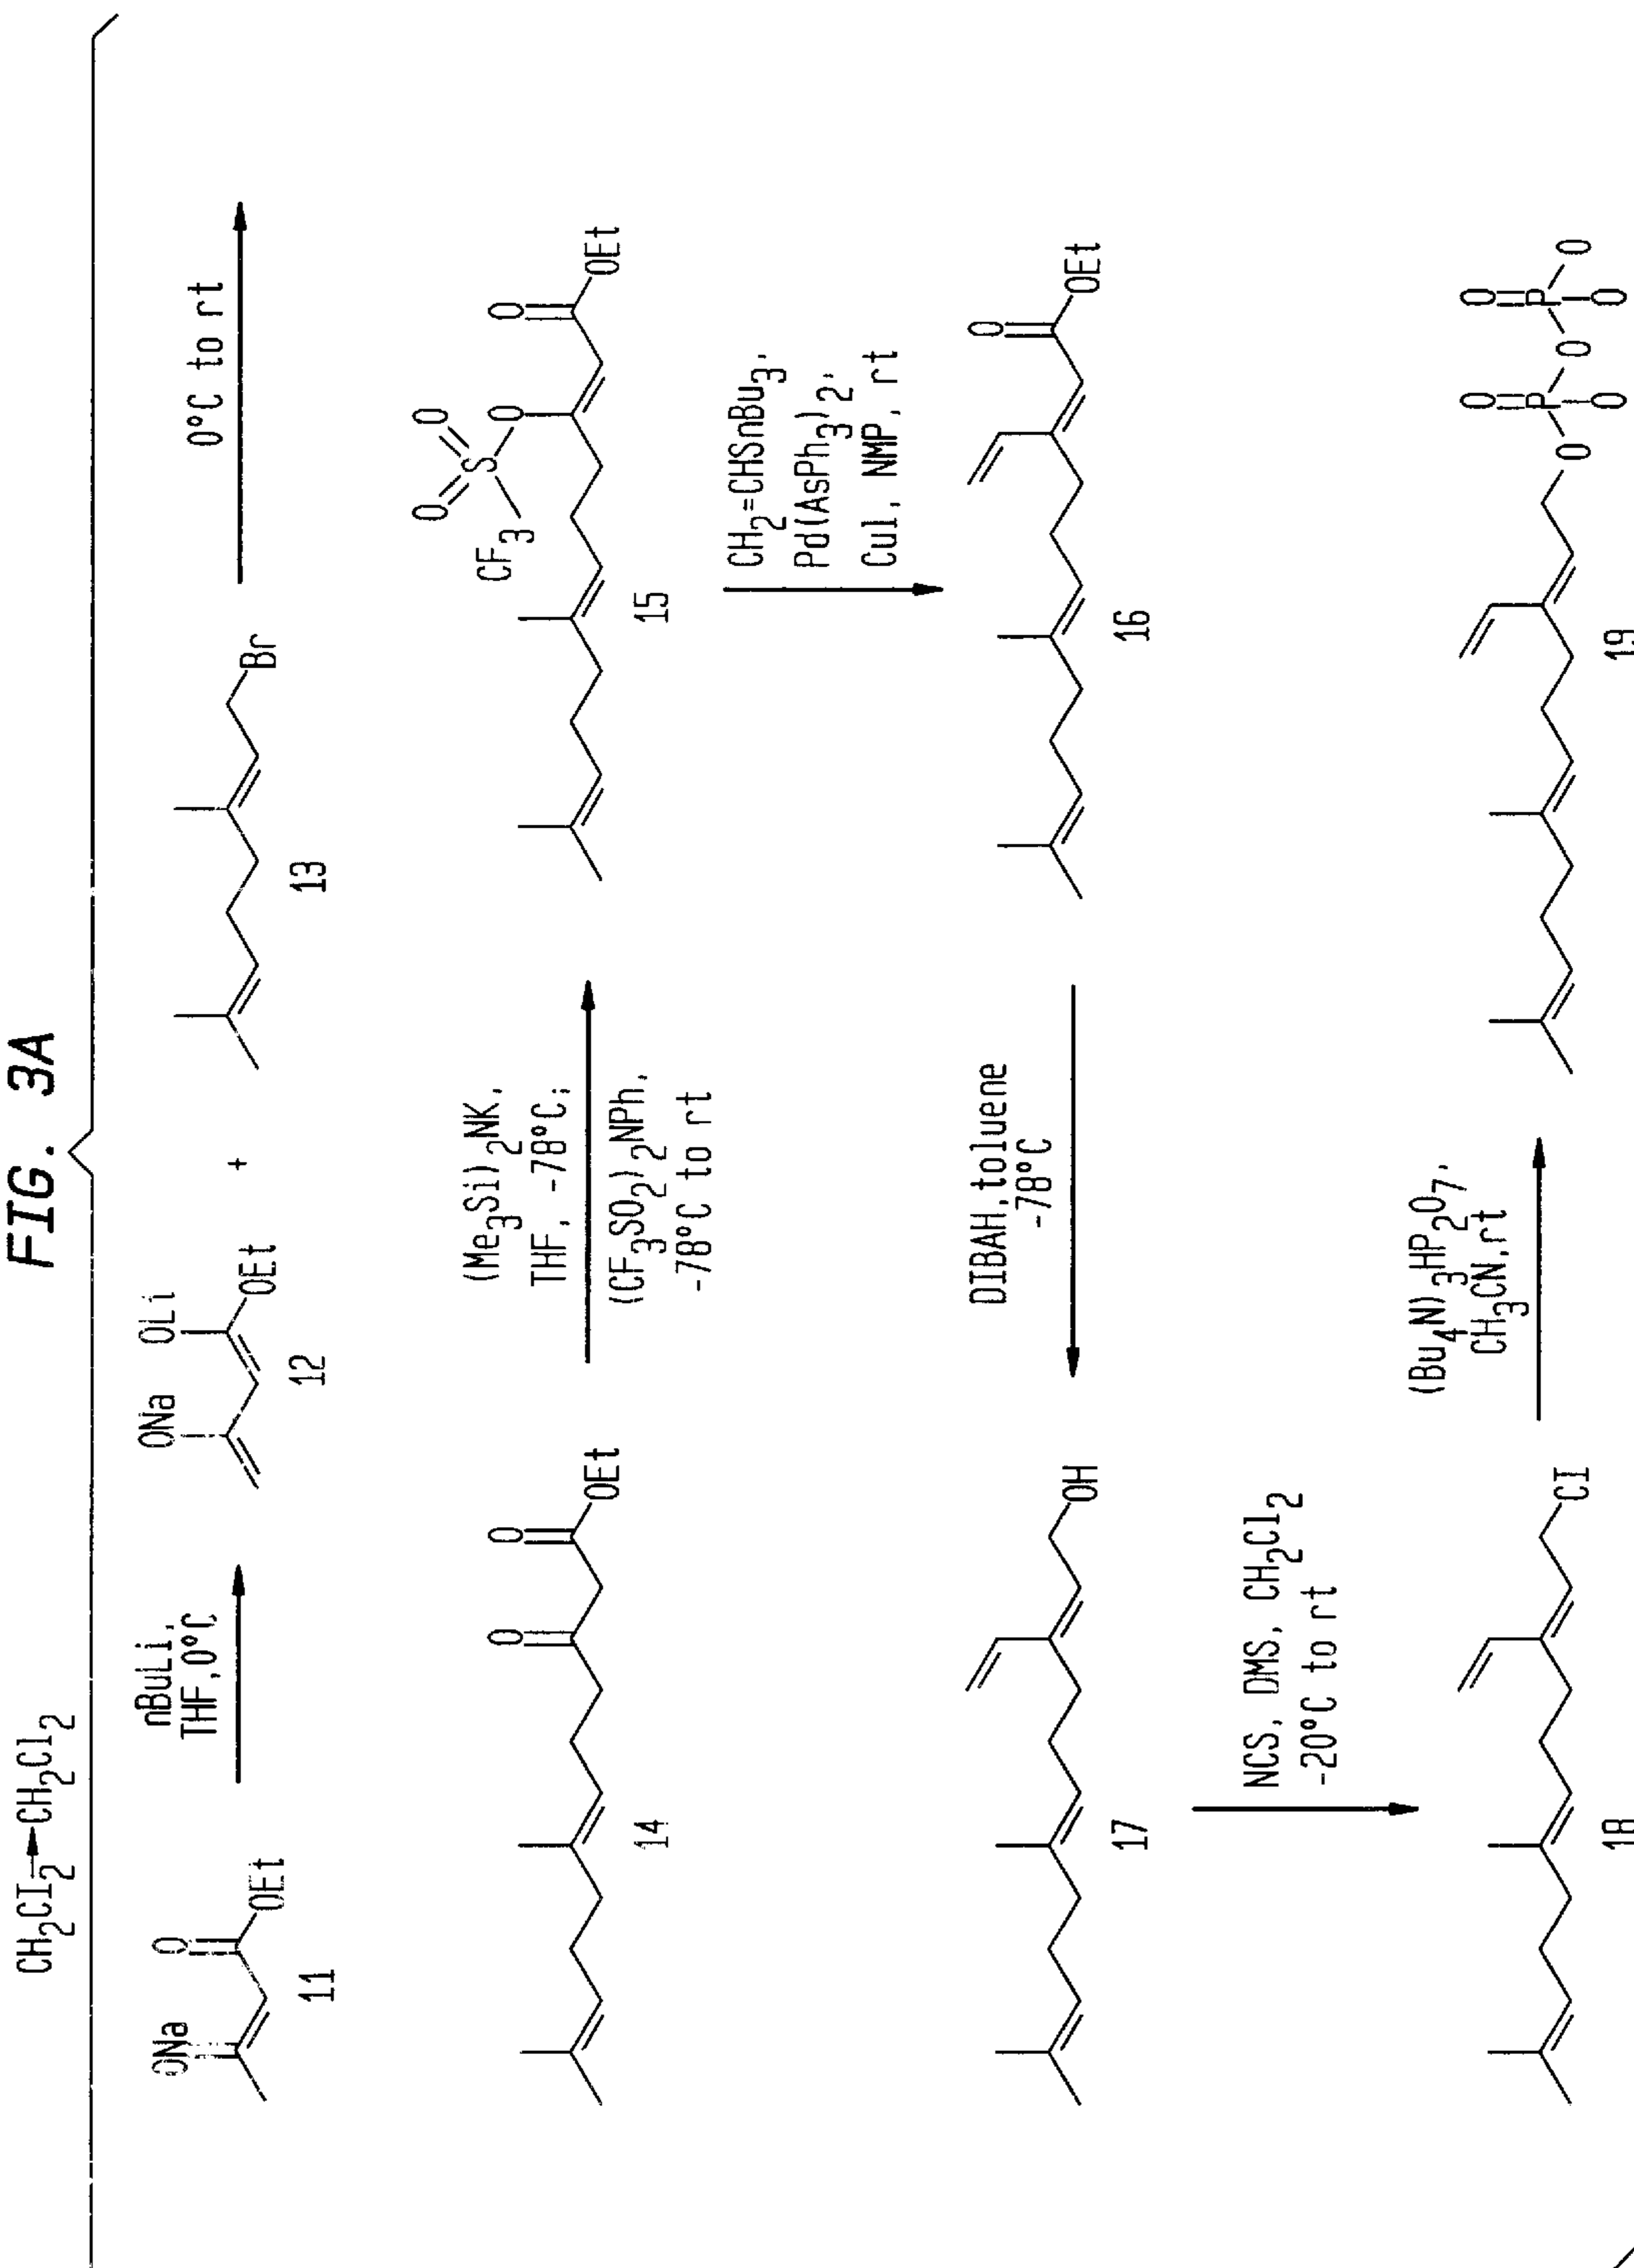 FIG. 3A
CH2CI2→CH2Cl2
ONa O OEt
11
nBuLi,
THF, 0°C
ONa OLi OEt
12
+
Br
13
0°C to rt
O O OEt
14
(Me3Si)2NK,
THF, -78°C;
(CF3SO2)2NPh,
-78°C to rt
O O S O CF3 O OEt
15
CH2=CHSnBu3,
Pd(AsPh3)2,
CuI, NMP, rt
O OEt
16
DIBAH, toluene
-78°C
OH
17
NCS, DMS, CH2Cl2
-20°C to rt
CI
18
(Bu4N)3HP2O7,
CH3CN, rt
O O P O O O P O O
19